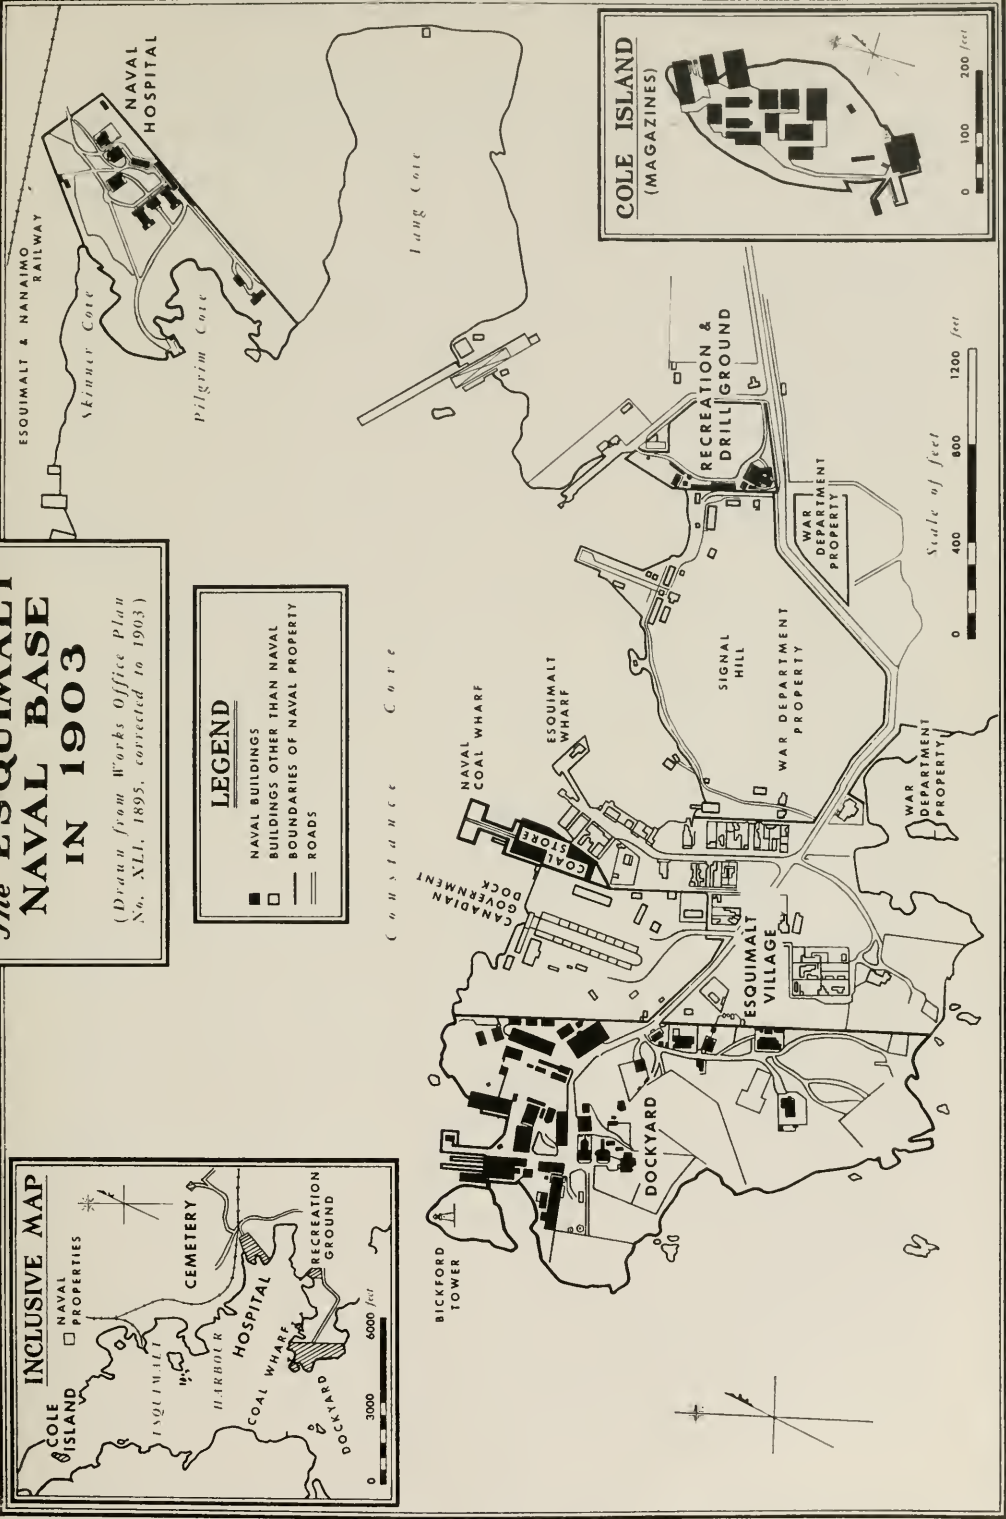 The ESQUIMALT
NAVAL BASE
IN 1903
(Drawn from Works Office Plan
No. XLI, 1895, corrected to 1903)
LEGEND
NAVAL BUILDINGS
BUILDINGS OTHER THAN NAVAL
BOUNDARIES OF NAVAL PROPERTY
ROADS
INCLUSIVE MAP
NAVAL
PROPERTIES
COLE
ISLAND
CEMETERY
ESQUIMALT
HARBOUR
HOSPITAL
COAL WHARF
RECREATION
GROUND
DOCKYARD
0 3000 6000 feet
ESQUIMALT & NANAIMO
RAILWAY
NAVAL
HOSPITAL
Skinner Cove
Pilgrim Cove
Lang Cove
COLE ISLAND
(MAGAZINES)
0 100 200 feet
Constance Cove
NAVAL
COAL WHARF
ESQUIMALT
WHARF
COAL
STORE
CANADIAN
GOVERNMENT
DOCK
BICKFORD
TOWER
DOCKYARD
ESQUIMALT
VILLAGE
SIGNAL
HILL
WAR DEPARTMENT
PROPERTY
RECREATION &
DRILL GROUND
WAR
DEPARTMENT
PROPERTY
WAR
DEPARTMENT
PROPERTY
Scale of feet
0 400 800 1200 feet